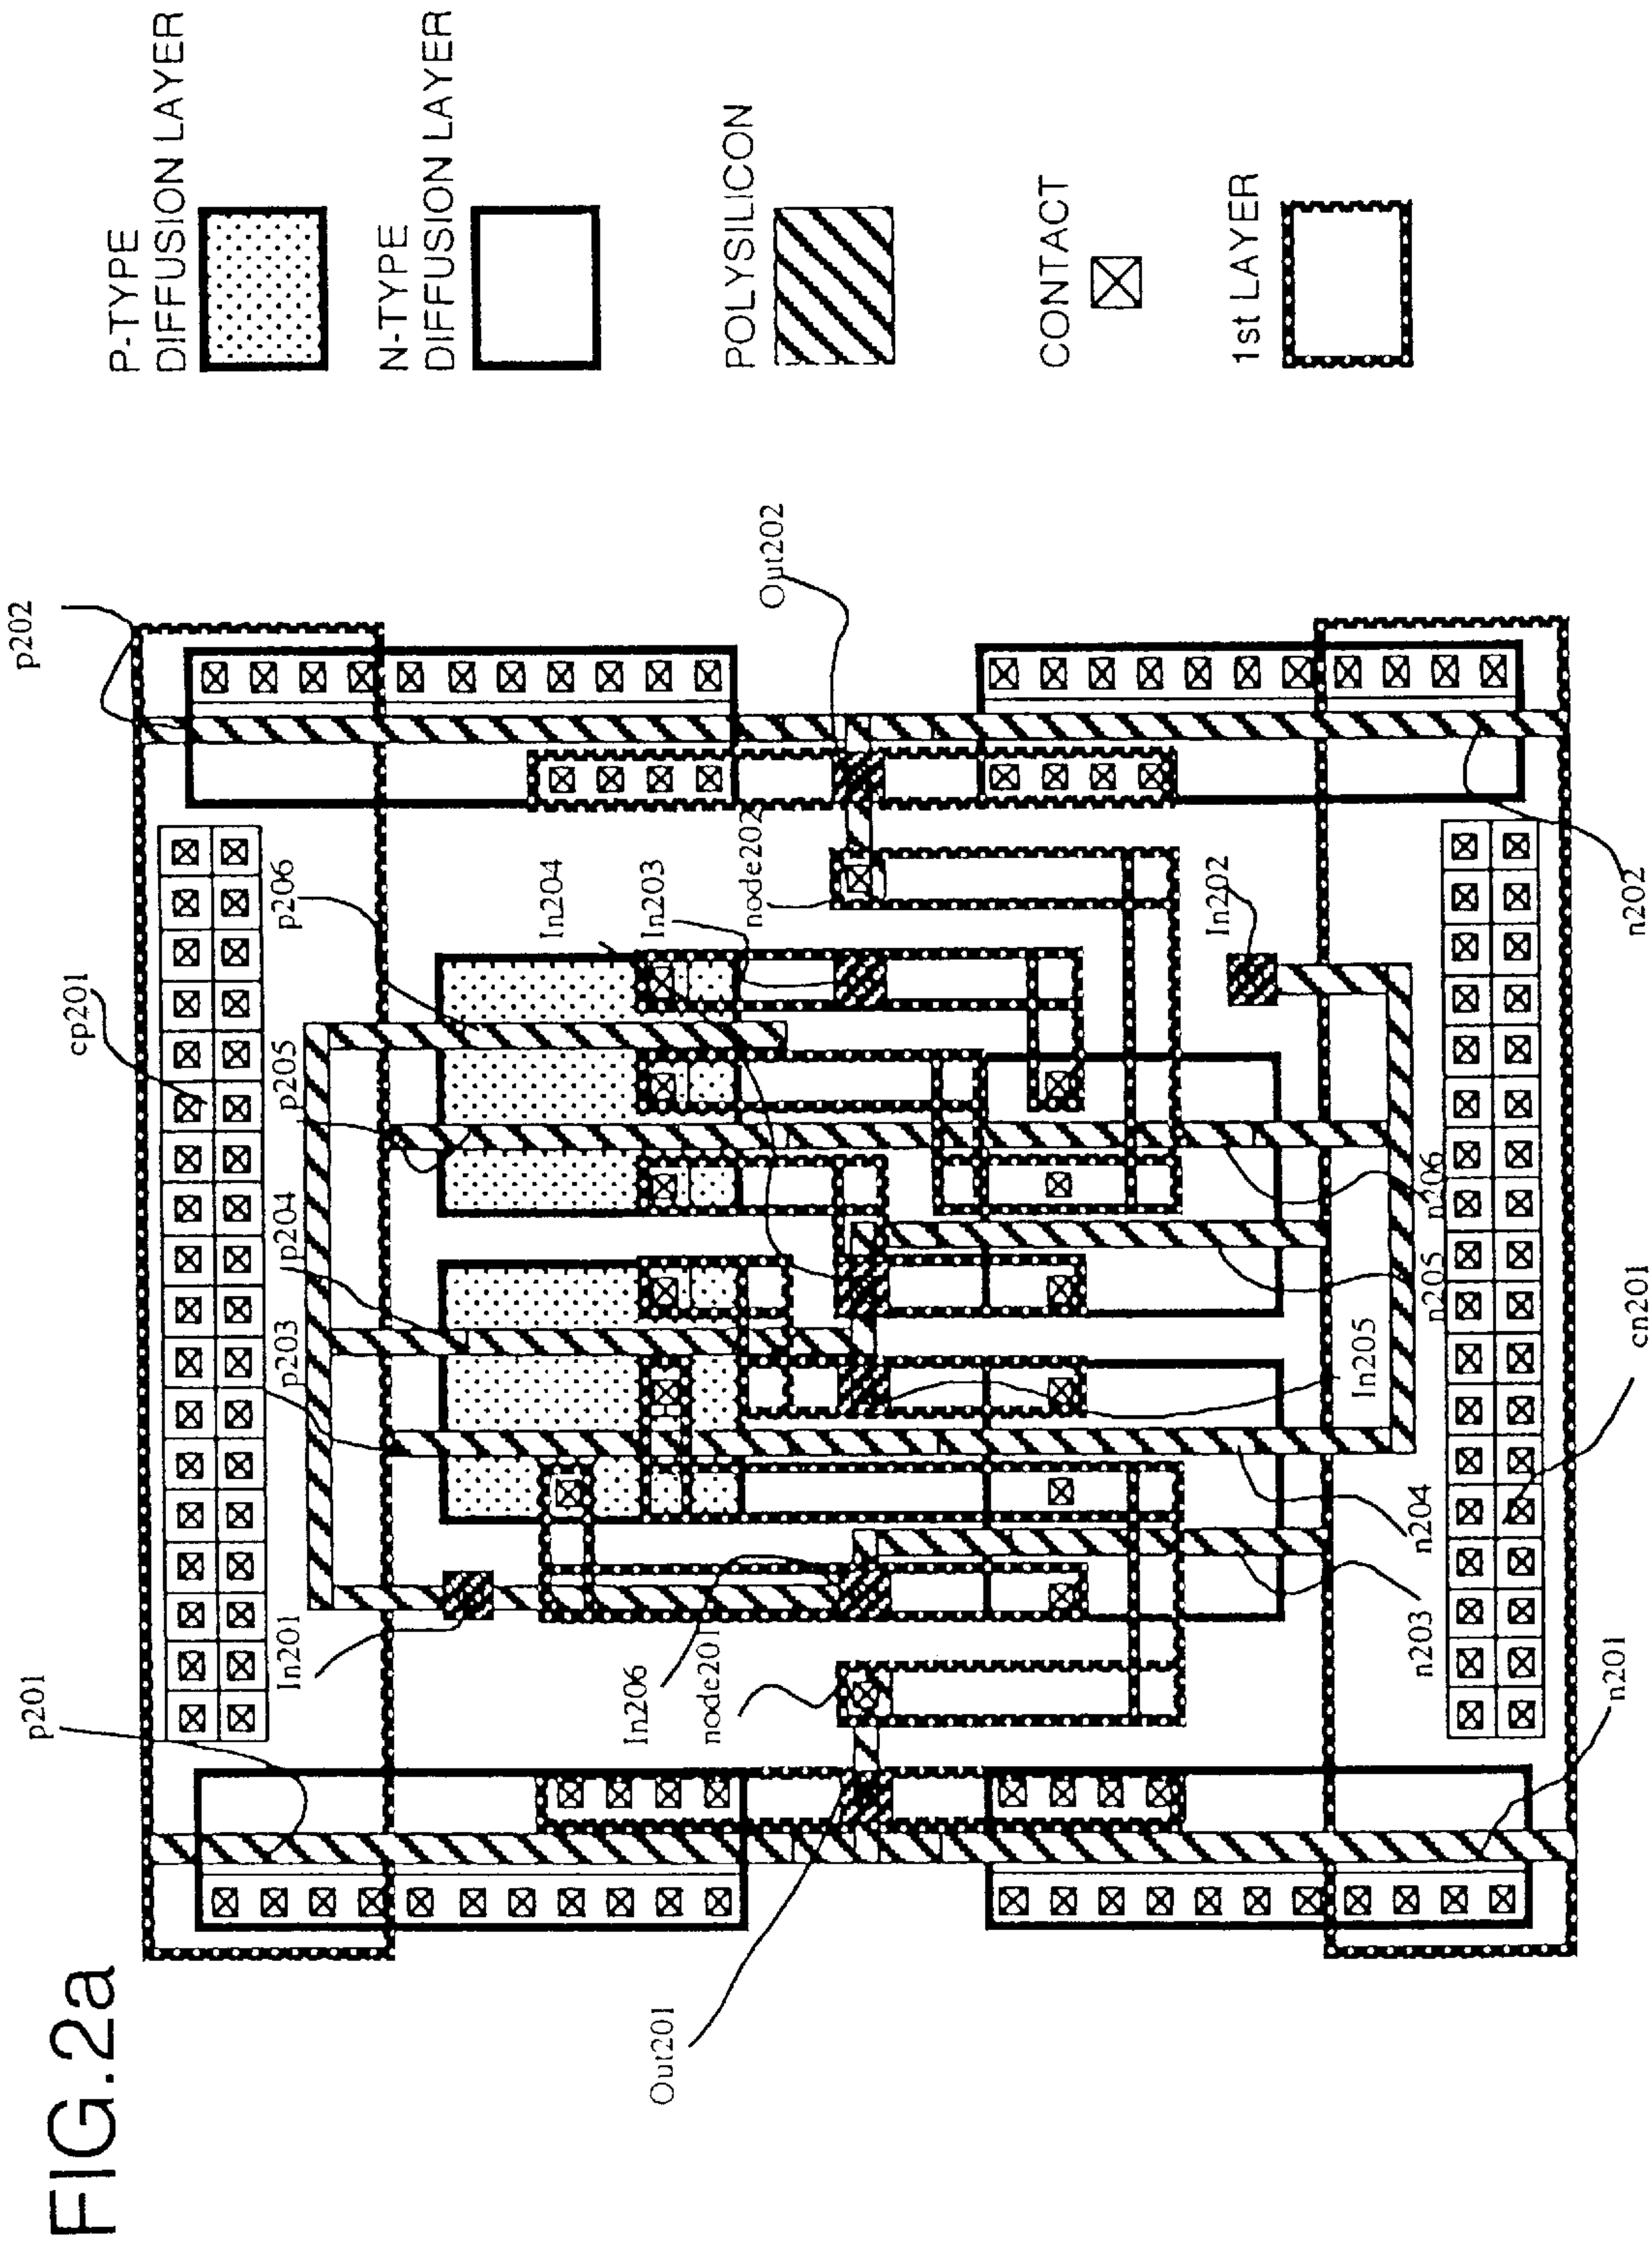 FIG.2a
P-TYPE
DIFFUSION LAYER
N-TYPE
DIFFUSION LAYER
POLYSILICON
CONTACT
1st LAYER
p201
p202
cp201
In201
p203
p204
p205
p206
In204
In203
node202
Out202
In206
node201
Out201
In202
In205
n203
n204
n205
n206
n201
cn201
n202